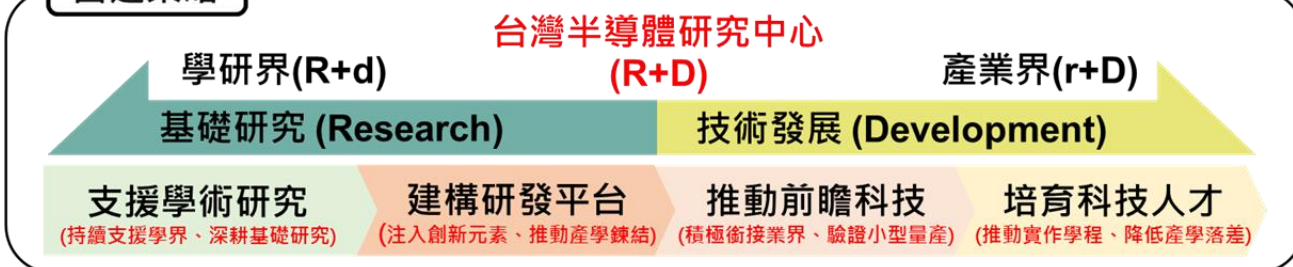 台灣半導體研究中心
學研界(R+d)
(R+D)
產業界(r+D)
基礎研究 (Research)
技術發展 (Development)
支援學術研究
(持續支援學界、深耕基礎研究)
建構研發平台
(注入創新元素、推動產學鍊結)
推動前瞻科技
(積極銜接業界、驗證小型量產)
培育科技人才
(推動實作學程、降低產學落差)